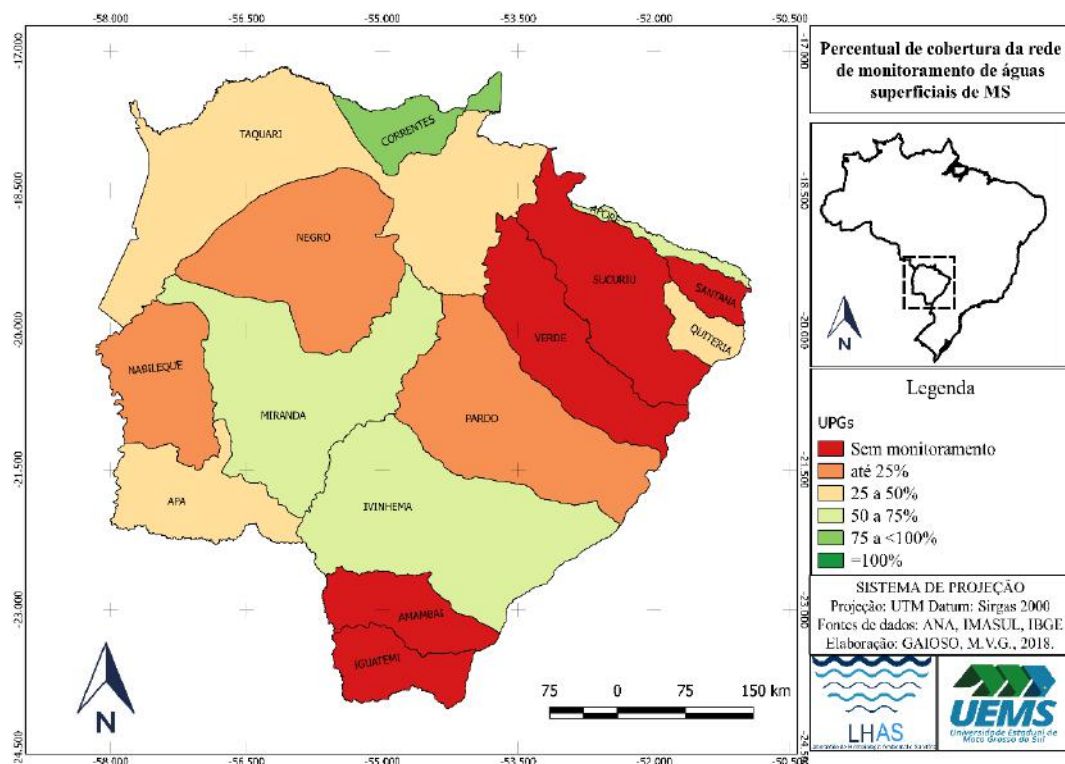 -58.000
-56.500
-55.000
-53.500
-52.000
-50.500
-17.000
-18.500
-20.000
-21.500
-23.000
-24.500
TAQUARI
CORRENTES
NEGRO
SUCURIU
SANTANA
VERDE
QUITERIA
NABILEQUE
MIRANDA
PARDO
APA
IVINHEMA
AMAMBAI
IGUATEMI
N
75 0 75 150 km
-58.000
-56.500
-55.000
-53.500
-52.000
-50.500
-17.000
-18.500
-20.000
-21.500
-23.000
Percentual de cobertura da rede
de monitoramento de águas
superficiais de MS
N
Legenda
UPGs
Sem monitoramento
até 25%
25 a 50%
50 a 75%
75 a <100%
=100%
SISTEMA DE PROJEÇÃO
Projeção: UTM Datum: Sirgas 2000
Fontes de dados: ANA, IMASUL, IBGE
Elaboração: GAIOSO, M.V.G., 2018.
LHAS
UEMS
Universidade Estadual de
Mato Grosso do Sul